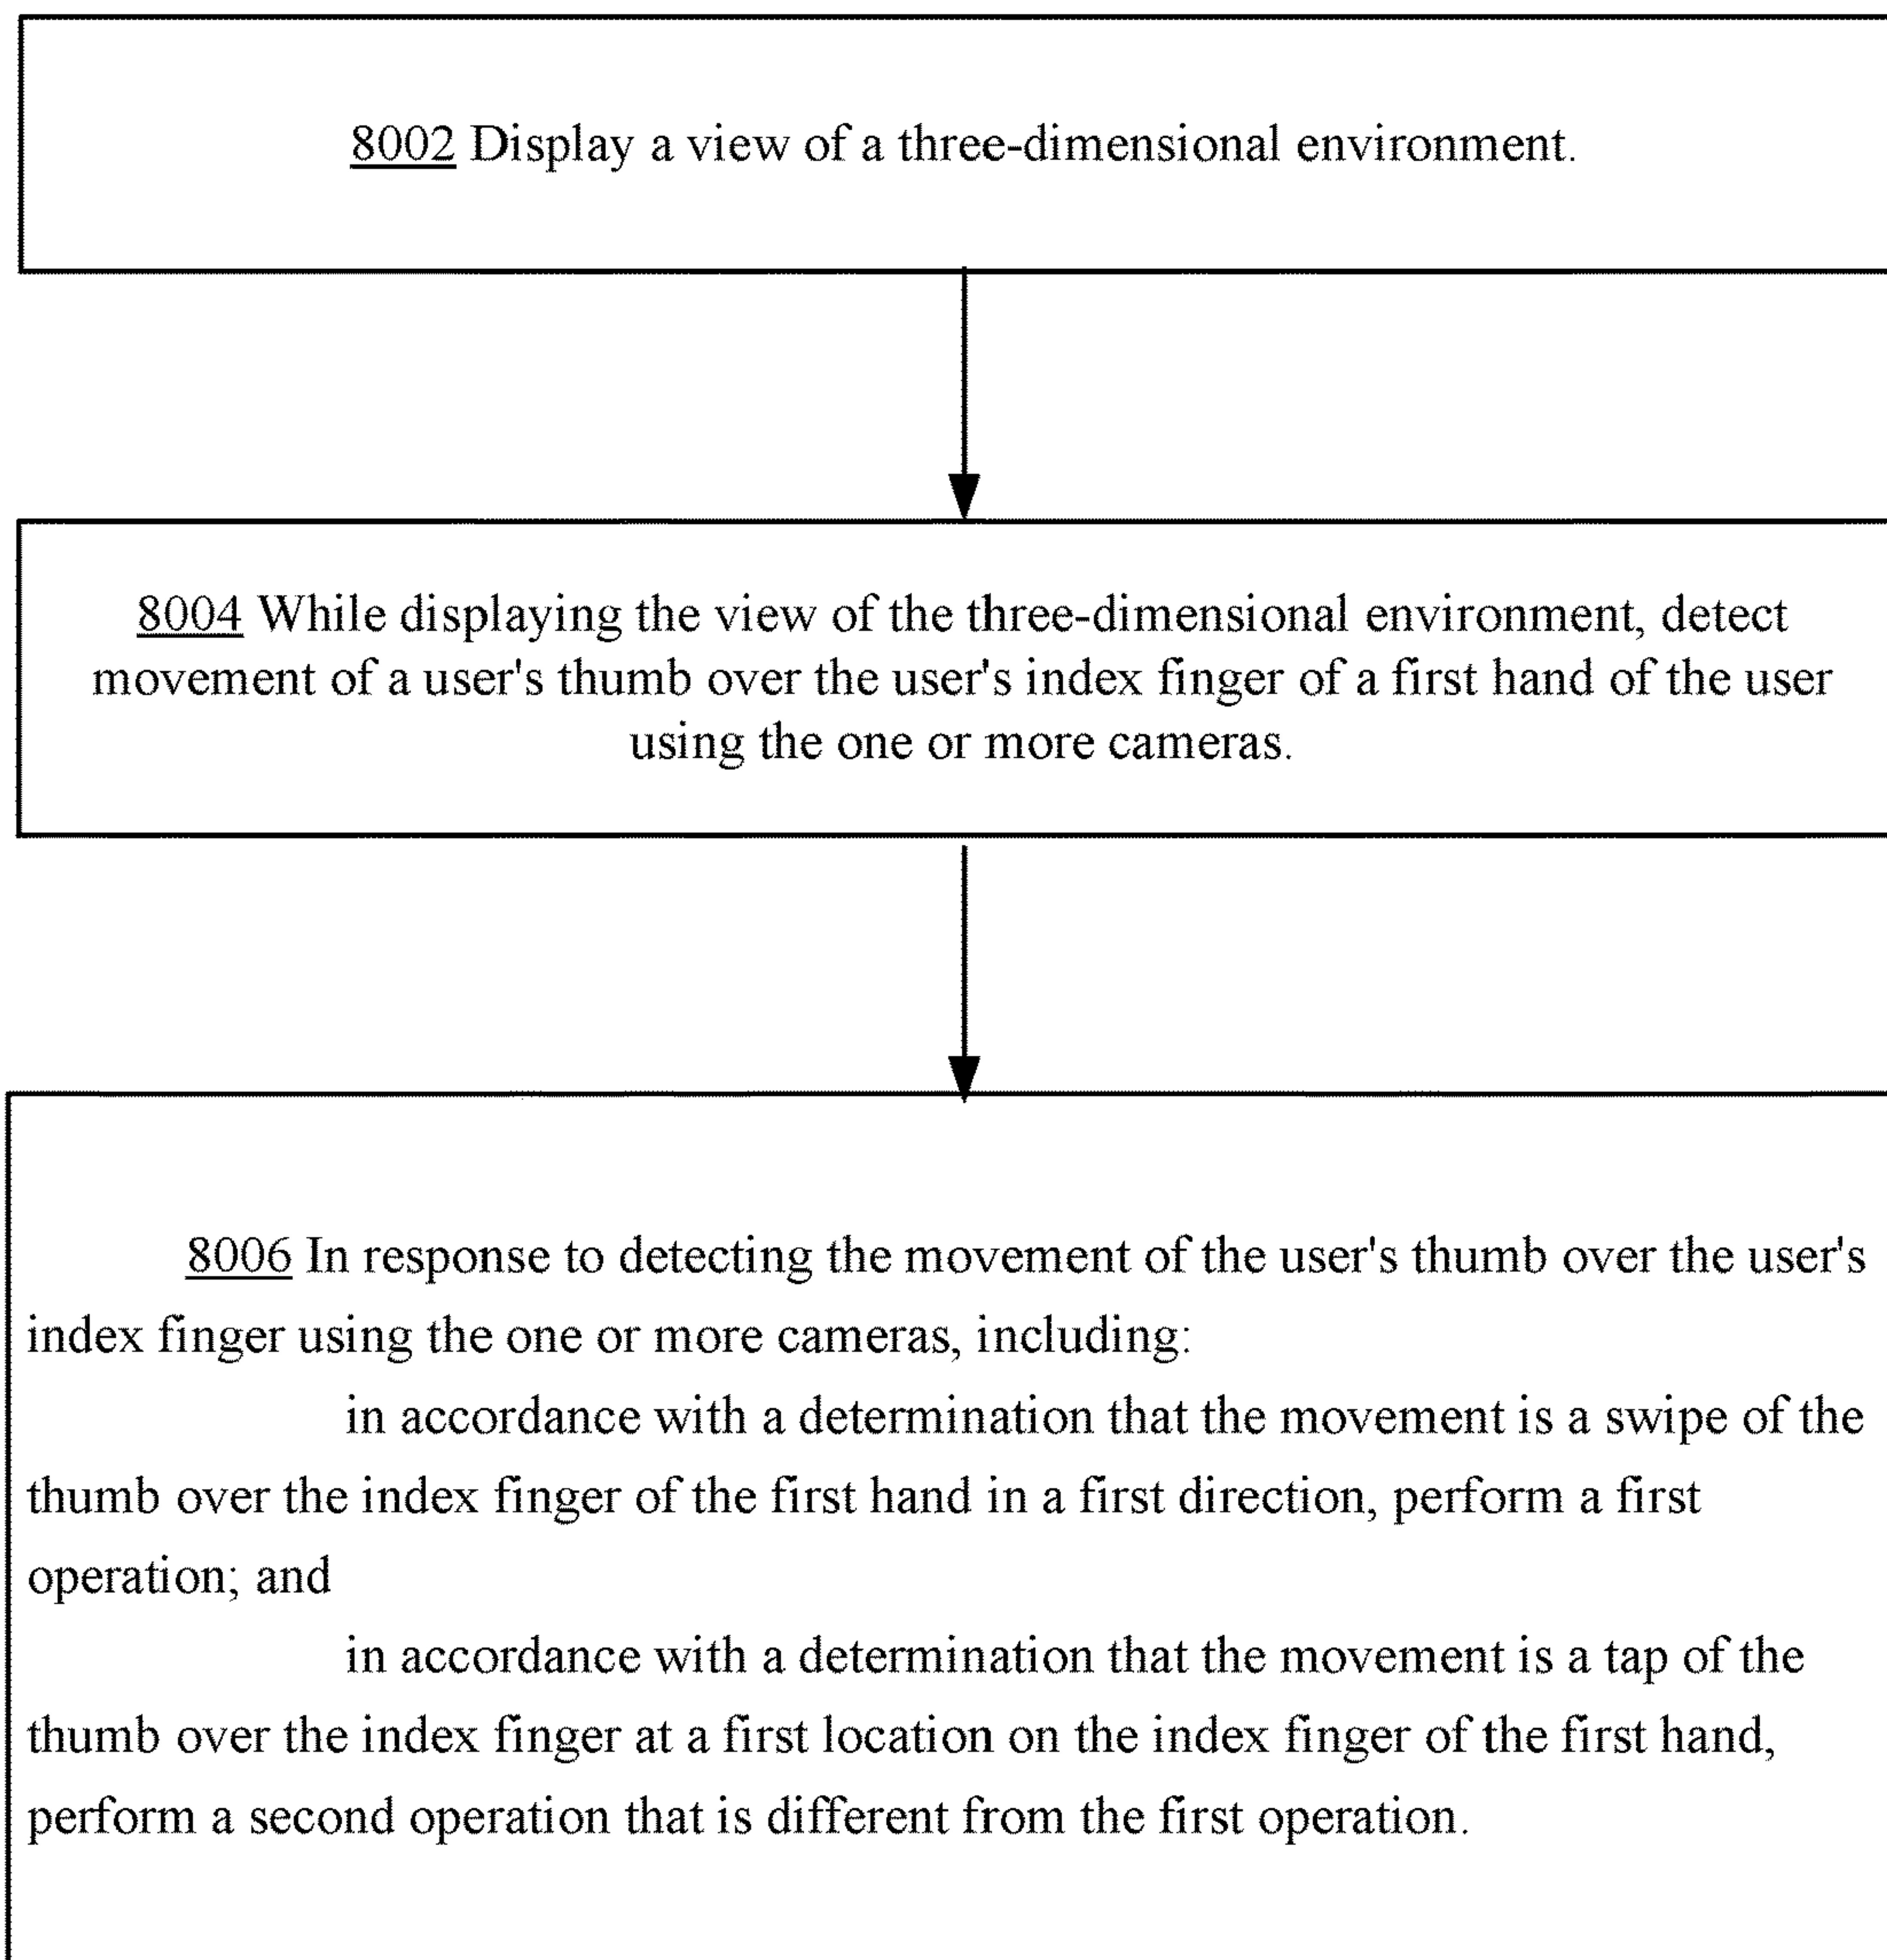 8002 Display a view of a three-dimensional environment.
8004 While displaying the view of the three-dimensional environment, detect
movement of a user's thumb over the user's index finger of a first hand of the user
using the one or more cameras.
8006 In response to detecting the movement of the user's thumb over the user's
index finger using the one or more cameras, including:
in accordance with a determination that the movement is a swipe of the
thumb over the index finger of the first hand in a first direction, perform a first
operation; and
in accordance with a determination that the movement is a tap of the
thumb over the index finger at a first location on the index finger of the first hand,
perform a second operation that is different from the first operation.